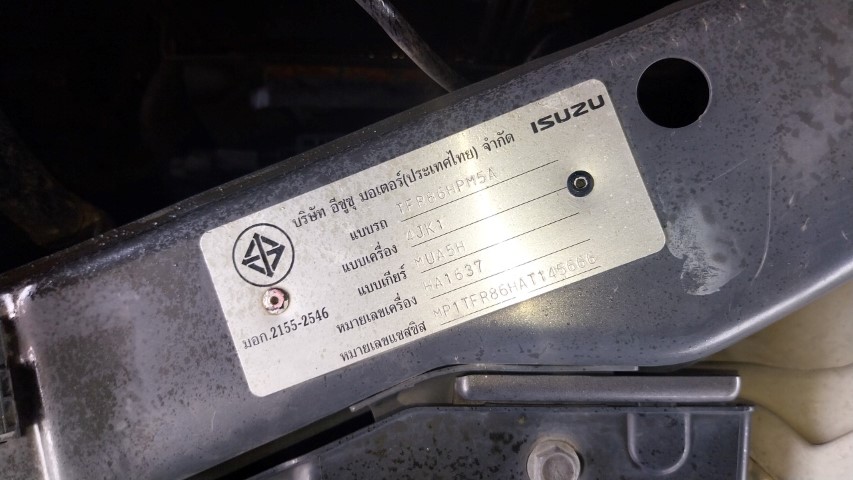 ISUZU
บริษัท อีซูซุ มอเตอร์(ประเทศไทย) จำกัด
แบบรถ TFR86HPM5A
แบบเครื่อง 4JK1
แบบเกียร์ MUA5H
หมายเลขเครื่อง HA1637
หมายเลขแชสซิส MP1TFR86HAT145668
มอก.2155-2546